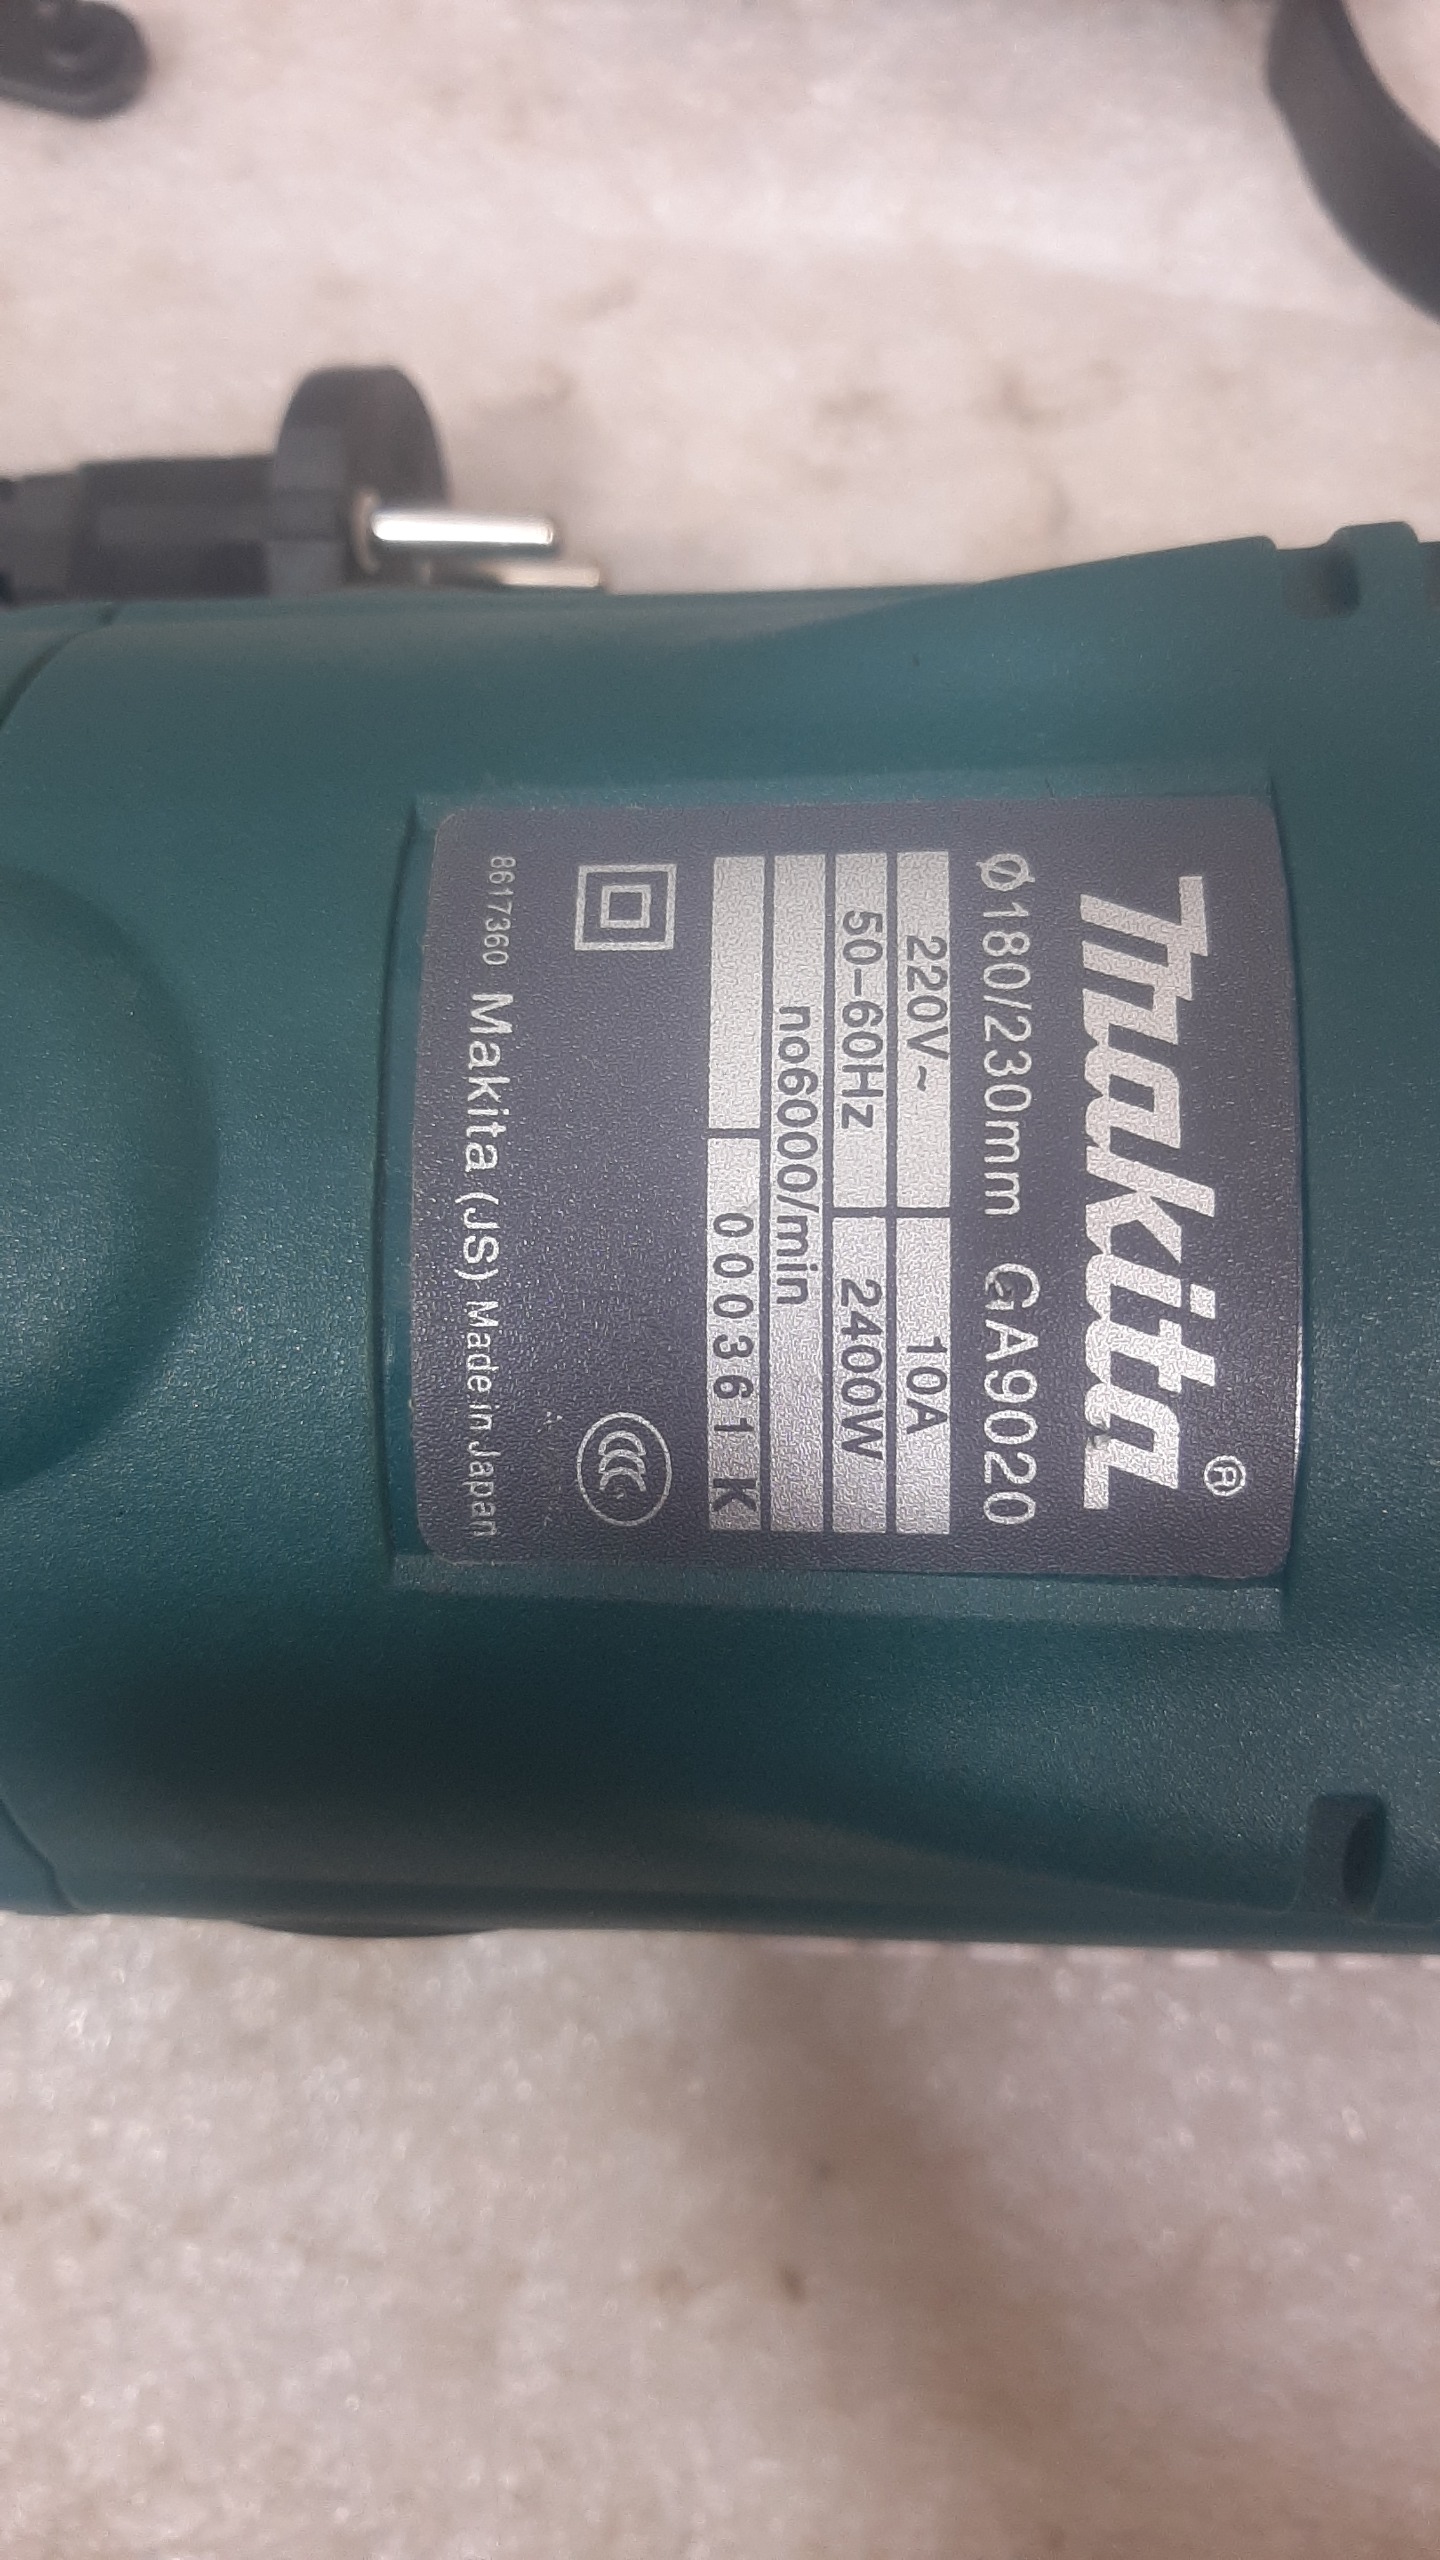 makita®
Ø180/230mm GA9020
220V~ 10A
50-60Hz 2400W
no6000/min
000361 K
8617360 Makita (JS) Made in Japan